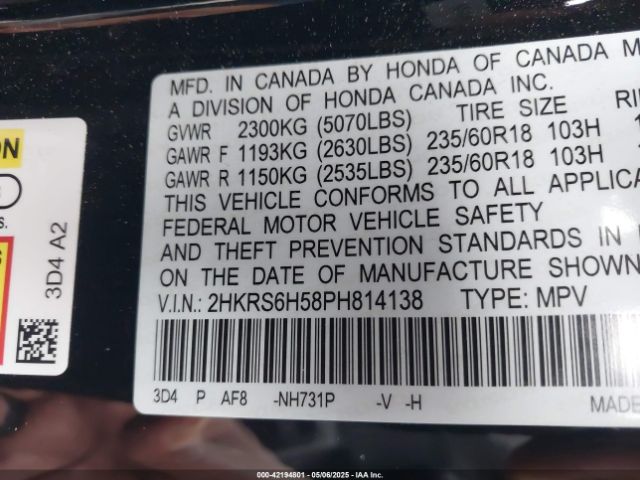 MFD. IN CANADA BY HONDA OF CANADA M
A DIVISION OF HONDA CANADA INC.
GVWR 2300KG (5070LBS) TIRE SIZE RI
GAWR F 1193KG (2630LBS) 235/60R18 103H
GAWR R 1150KG (2535LBS) 235/60R18 103H
THIS VEHICLE CONFORMS TO ALL APPLICA
FEDERAL MOTOR VEHICLE SAFETY
AND THEFT PREVENTION STANDARDS IN
ON THE DATE OF MANUFACTURE SHOWN
V.I.N.: 2HKRS6H58PH814138 TYPE: MPV
3D4 P AF8 -NH731P -V -H
MADE
ON
S.
S
3D4 A2
000-42194801 - 05/06/2025 - IAA Inc.